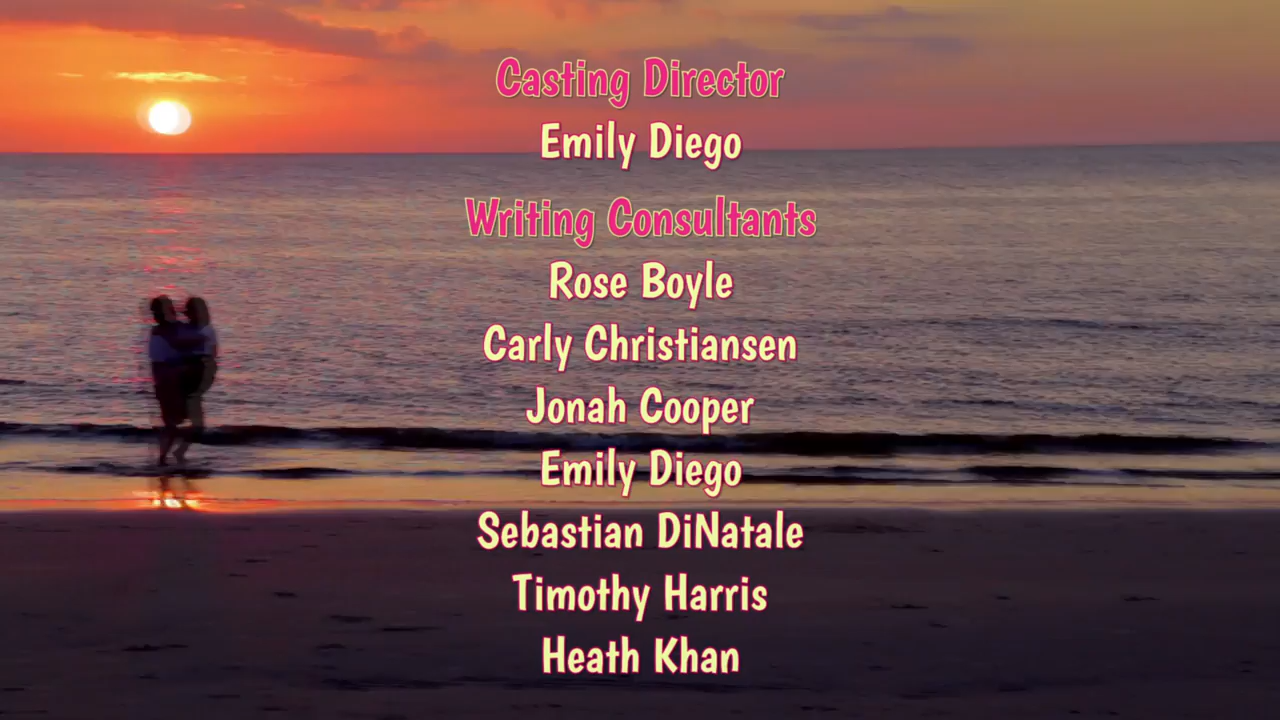 Casting Director
Emily Diego
Writing Consultants
Rose Boyle
Carly Christiansen
Jonah Cooper
Emily Diego
Sebastian DiNatale
Timothy Harris
Heath Khan